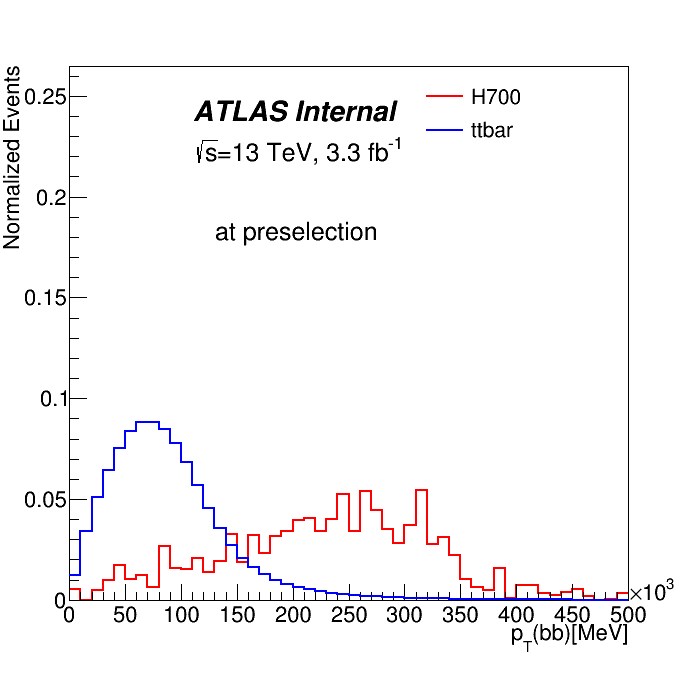 Normalized Events
0.25
0.2
0.15
0.1
0.05
0
ATLAS Internal
√s=13 TeV, 3.3 fb⁻¹
at preselection
H700
ttbar
0 50 100 150 200 250 300 350 400 450 500
×10³
p_T(bb)[MeV]